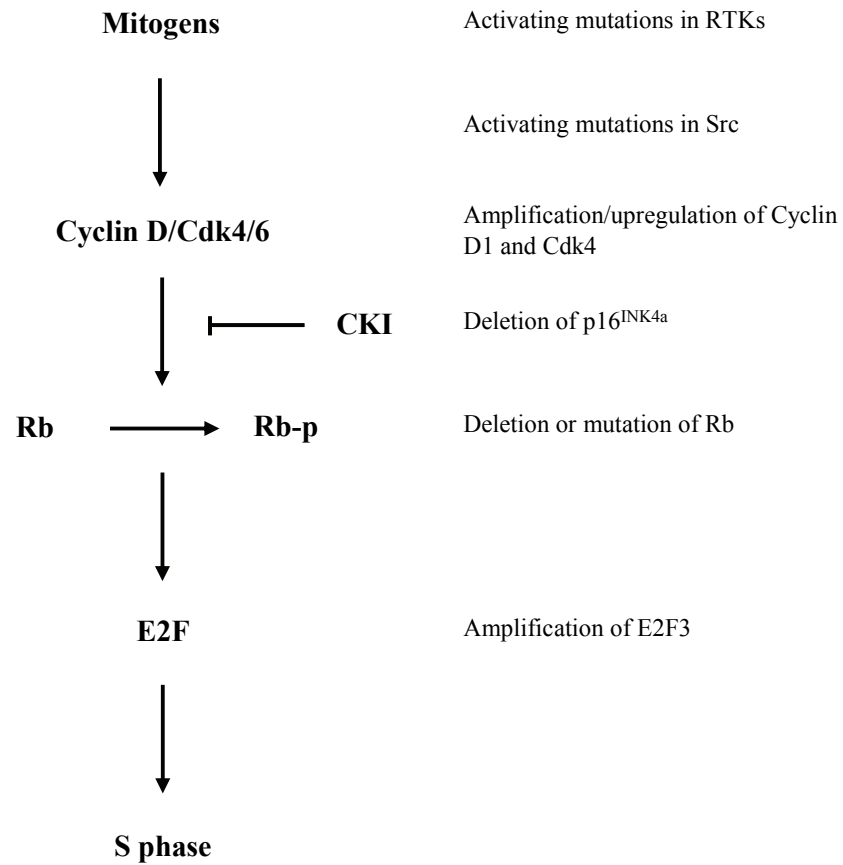 Mitogens
Activating mutations in RTKs
Activating mutations in Src
Cyclin D/Cdk4/6
Amplification/upregulation of Cyclin
D1 and Cdk4
CKI
Deletion of p16INK4a
Rb
Rb-p
Deletion or mutation of Rb
E2F
Amplification of E2F3
S phase